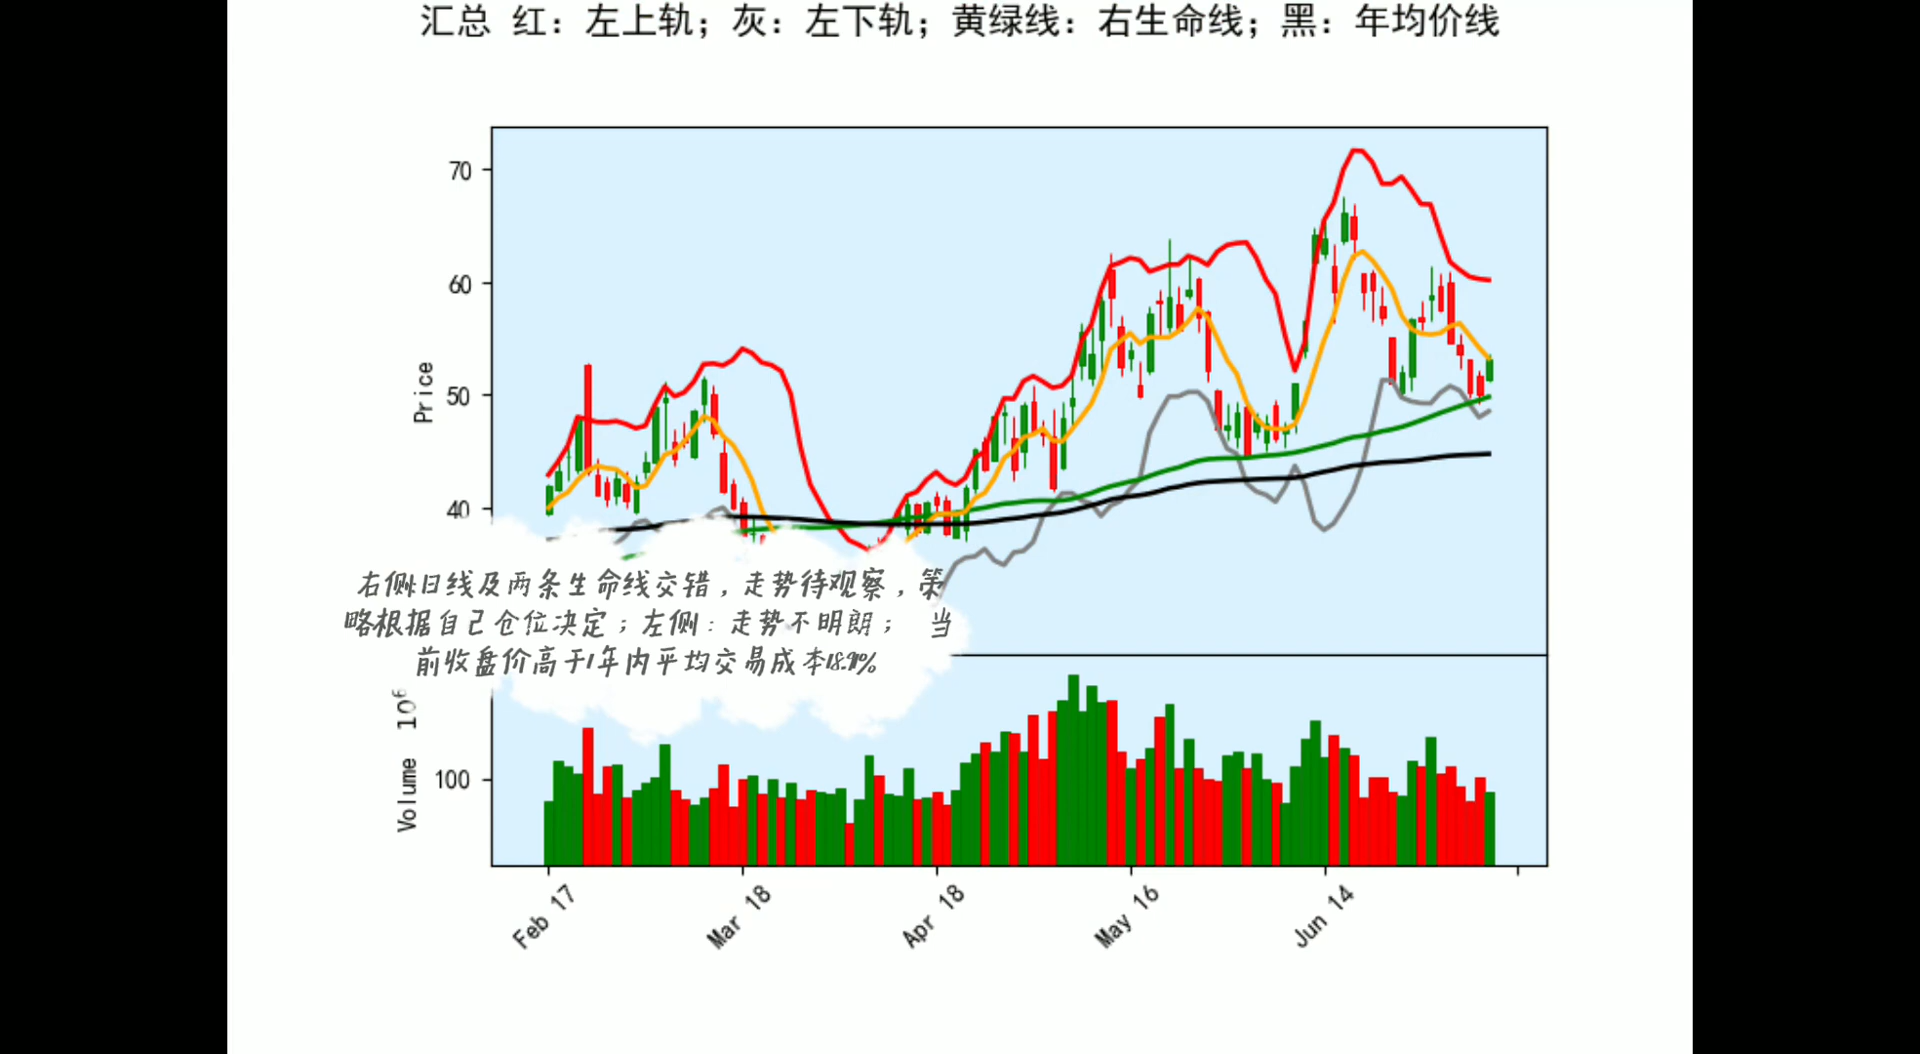 汇总 红：左上轨；灰：左下轨；黄绿线：右生命线；黑：年均价线
70
60
50
40
Price
右侧:日线及两条生命线交错，走势待观察，策
略根据自己仓位决定；左侧：走势不明朗； 当
前收盘价高于1年内平均交易成本18.91%
Volume 10⁶
100
Feb 17
Mar 18
Apr 18
May 16
Jun 14